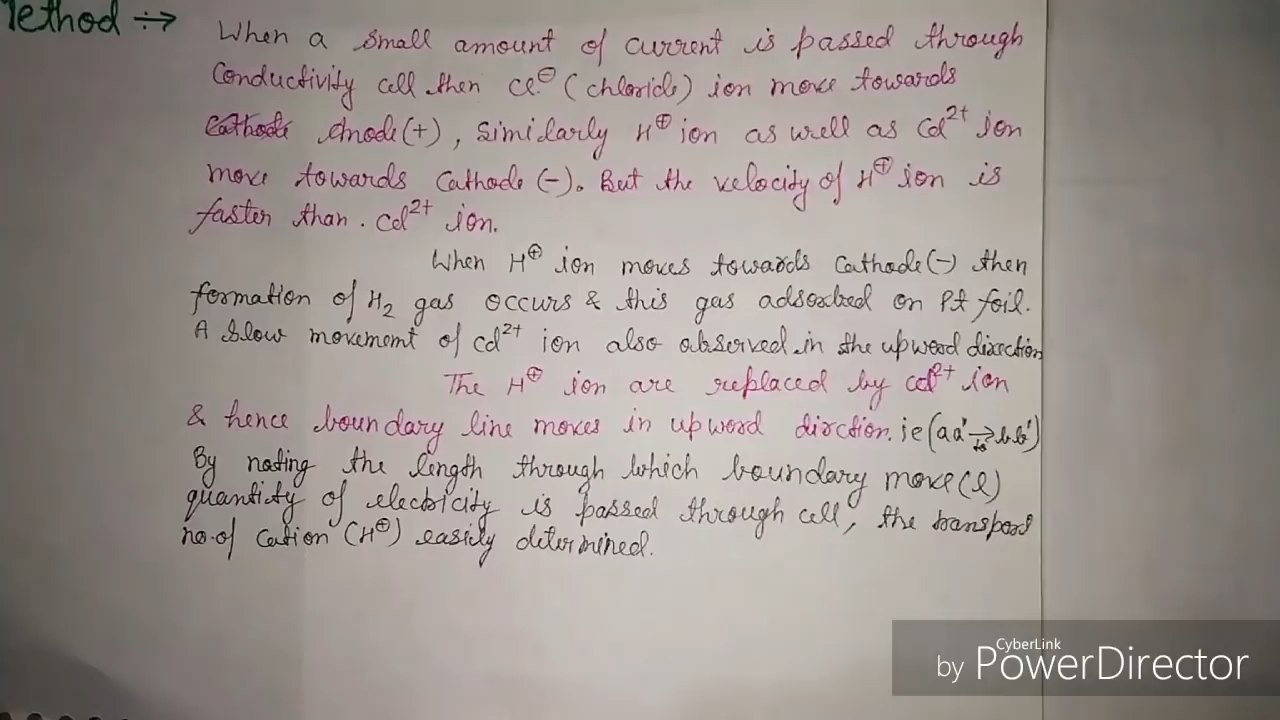 Method ÷→
When a small amount of current is passed through
Conductivity cell then Cl⊖ (chloride) ion move towards
Cathode Anode(+), similarly H⊕ ion as well as Cd²⁺ ion
move towards Cathode (-). But the velocity of H⊕ ion is
faster than . Cd²⁺ ion.
When H⊕ ion moves towards Cathode(-) then
formation of H₂ gas occurs & this gas adsorbed on Pt foil.
A slow movement of Cd²⁺ ion also observed in the upword direction
The H⊕ ion are replaced by Cd²⁺ ion
& hence boundary line moves in upword dirction. ie (aa' →to bb')
By noting the length through which boundary move(l)
quantity of electricity is passed through cell, the transport
no. of cation (H⊕) easily determined.
CyberLink
by PowerDirector